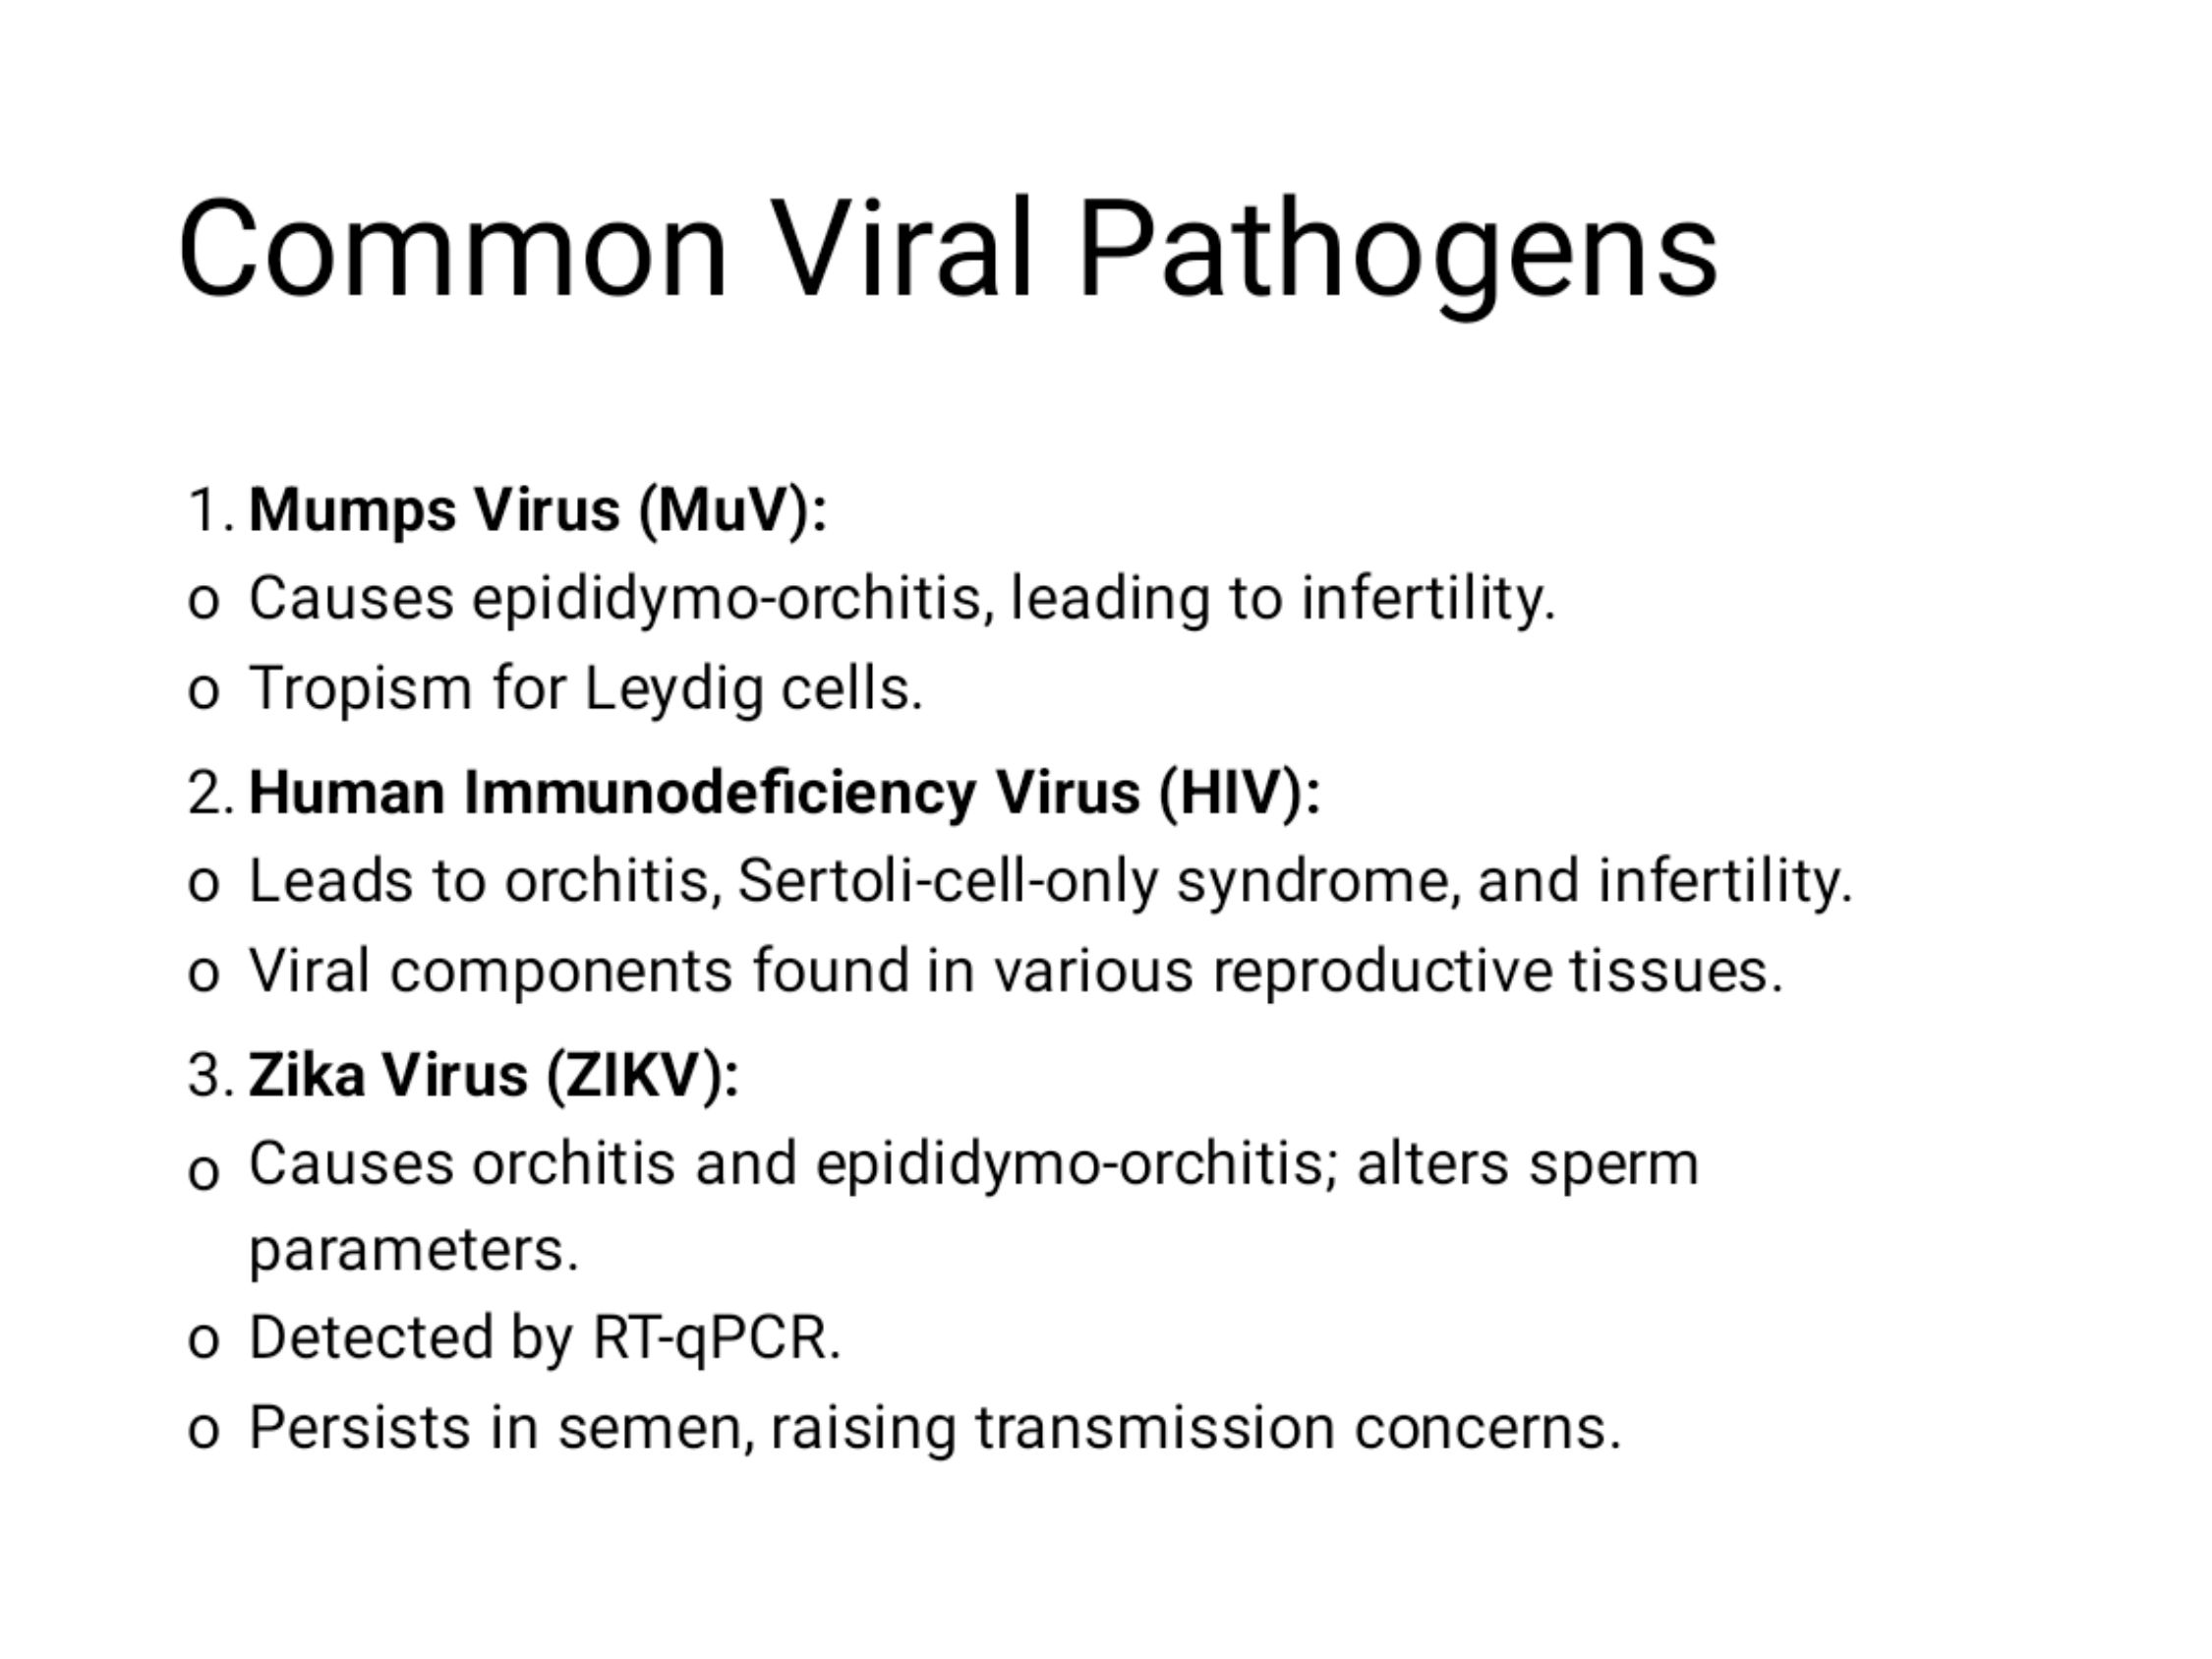 Common Viral Pathogens
1. Mumps Virus (MuV):
o Causes epididymo-orchitis, leading to infertility.
o Tropism for Leydig cells.
2. Human Immunodeficiency Virus (HIV):
o Leads to orchitis, Sertoli-cell-only syndrome, and infertility.
o Viral components found in various reproductive tissues.
3. Zika Virus (ZIKV):
o Causes orchitis and epididymo-orchitis; alters sperm
parameters.
o Detected by RT-qPCR.
o Persists in semen, raising transmission concerns.